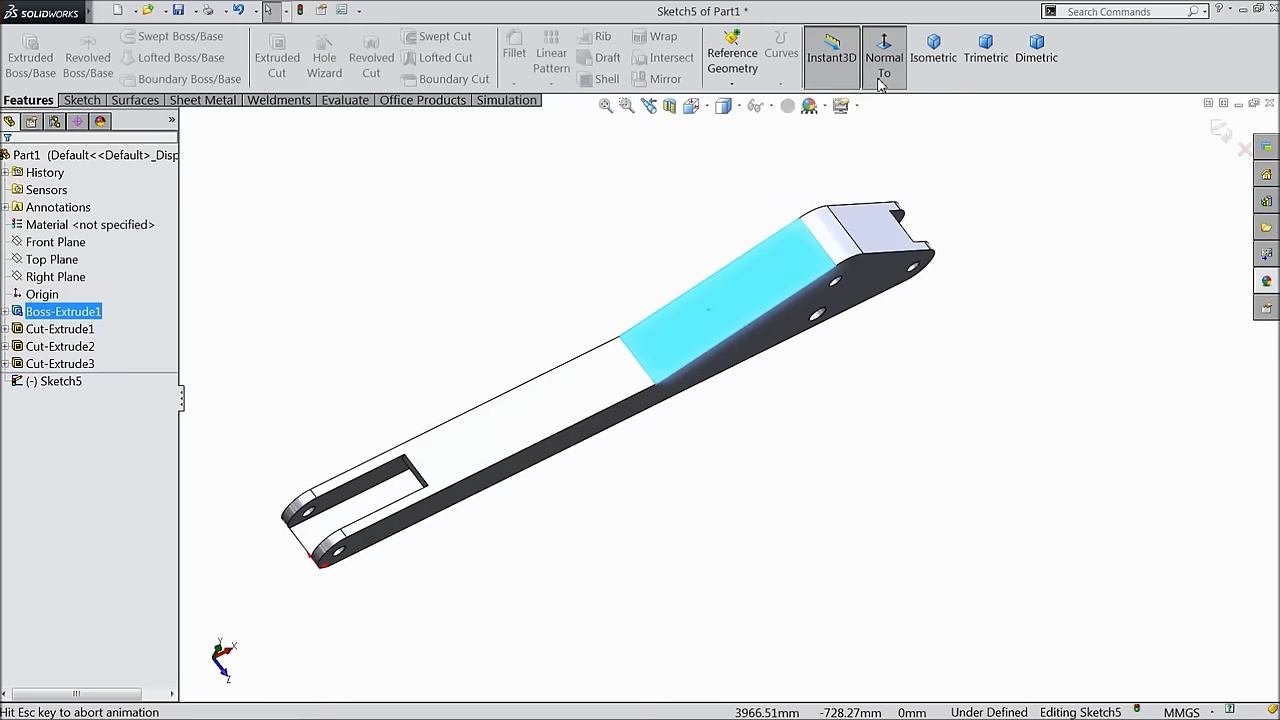 SOLIDWORKS
Sketch5 of Part1 *
Search Commands
Extruded Boss/Base
Revolved Boss/Base
Swept Boss/Base
Lofted Boss/Base
Boundary Boss/Base
Extruded Cut
Hole Wizard
Revolved Cut
Swept Cut
Lofted Cut
Boundary Cut
Fillet
Linear Pattern
Rib
Draft
Shell
Wrap
Intersect
Mirror
Reference Geometry
Curves
Instant3D
Normal To
Isometric
Trimetric
Dimetric
Features Sketch Surfaces Sheet Metal Weldments Evaluate Office Products Simulation
Part1 (Default<<Default>_Disp
History
Sensors
Annotations
Material <not specified>
Front Plane
Top Plane
Right Plane
Origin
Boss-Extrude1
Cut-Extrude1
Cut-Extrude2
Cut-Extrude3
(-) Sketch5
Y
X
Z
Hit Esc key to abort animation 3966.51mm -728.27mm 0mm Under Defined Editing Sketch5 MMGS